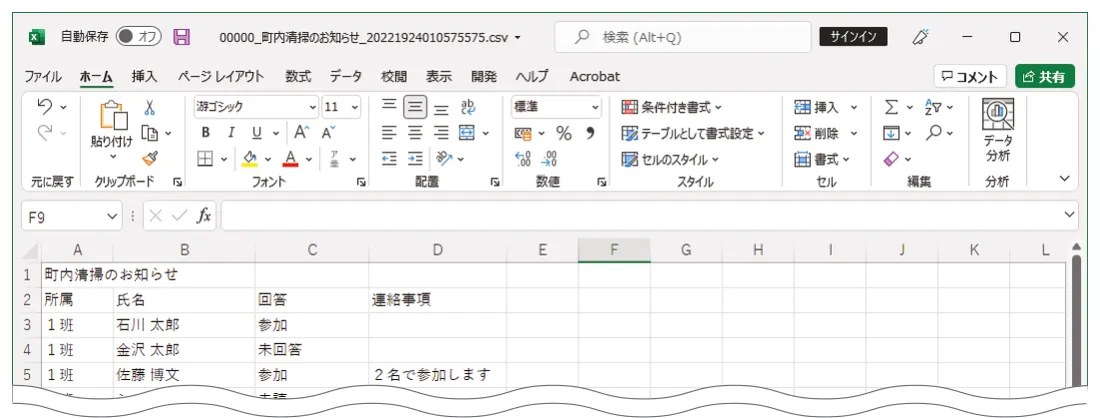 自動保存 オフ 00000_町内清掃のお知らせ_20221924010575575.csv 検索 (Alt+Q) サインイン
ファイル ホーム 挿入 ページ レイアウト 数式 データ 校閲 表示 開発 ヘルプ Acrobat コメント 共有
貼り付け 游ゴシック 11 標準 条件付き書式 挿入
B I U A A % テーブルとして書式設定 削除 データ
A セルのスタイル 書式 分析
元に戻す クリップボード フォント 配置 数値 スタイル セル 編集 分析
F9 fx
A B C D E F G H I J K L
1 町内清掃のお知らせ
2 所属 氏名 回答 連絡事項
3 １班 石川 太郎 参加
4 １班 金沢 太郎 未回答
5 １班 佐藤 博文 参加 ２名で参加します